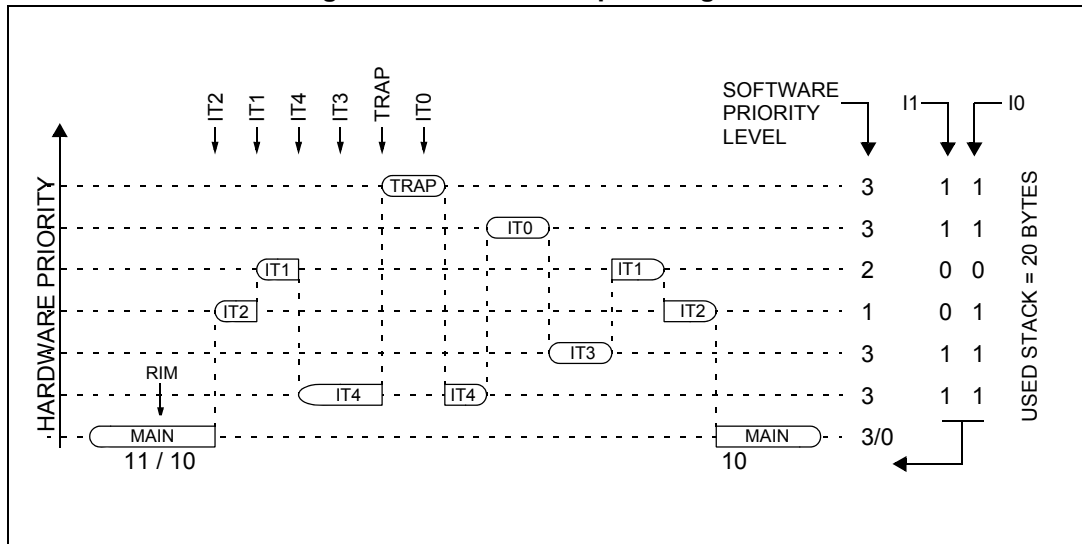 IT2
IT1
IT4
IT3
TRAP
IT0
SOFTWARE
PRIORITY
LEVEL
I1
I0
HARDWARE PRIORITY
TRAP 3 1 1
IT0 3 1 1
IT1 IT1 2 0 0
IT2 IT2 1 0 1
IT3 3 1 1
RIM
IT4 IT4 3 1 1
MAIN MAIN 3/0
11 / 10 10
USED STACK = 20 BYTES